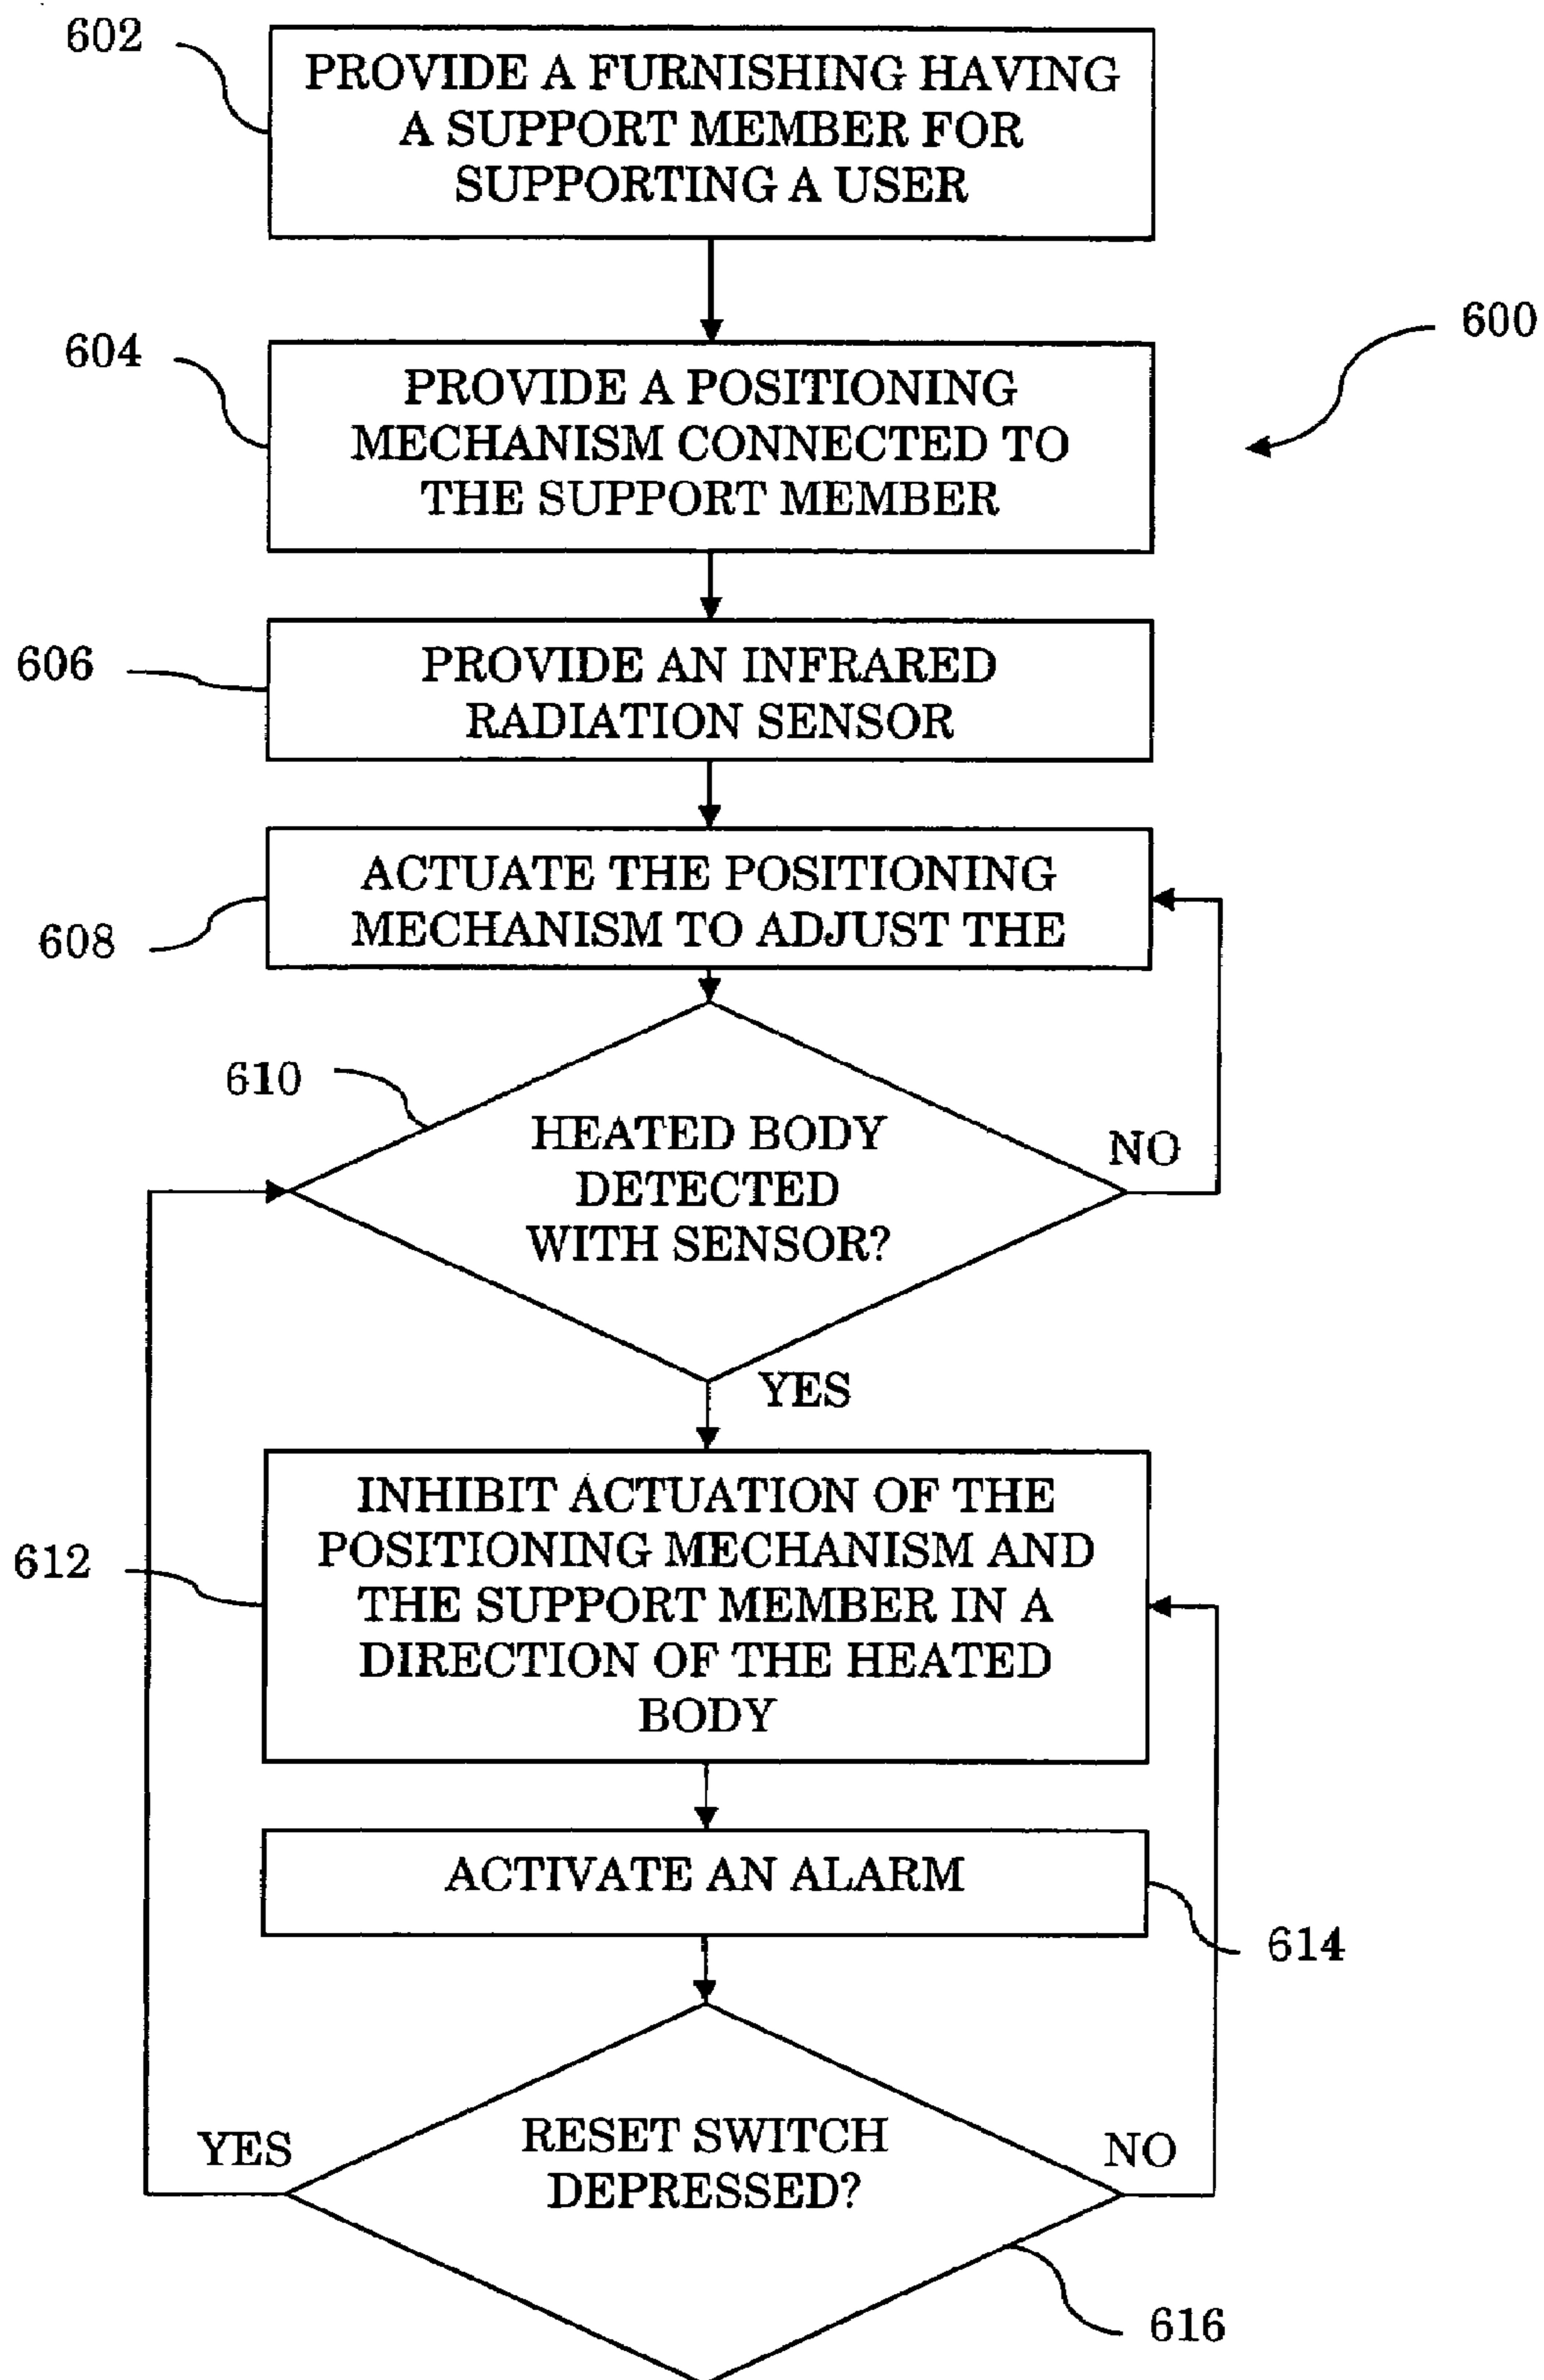 602
PROVIDE A FURNISHING HAVING
A SUPPORT MEMBER FOR
SUPPORTING A USER
600
604
PROVIDE A POSITIONING
MECHANISM CONNECTED TO
THE SUPPORT MEMBER
606
PROVIDE AN INFRARED
RADIATION SENSOR
608
ACTUATE THE POSITIONING
MECHANISM TO ADJUST THE
610
HEATED BODY
DETECTED
WITH SENSOR?
NO
YES
612
INHIBIT ACTUATION OF THE
POSITIONING MECHANISM AND
THE SUPPORT MEMBER IN A
DIRECTION OF THE HEATED
BODY
ACTIVATE AN ALARM
614
YES
RESET SWITCH
DEPRESSED?
NO
616